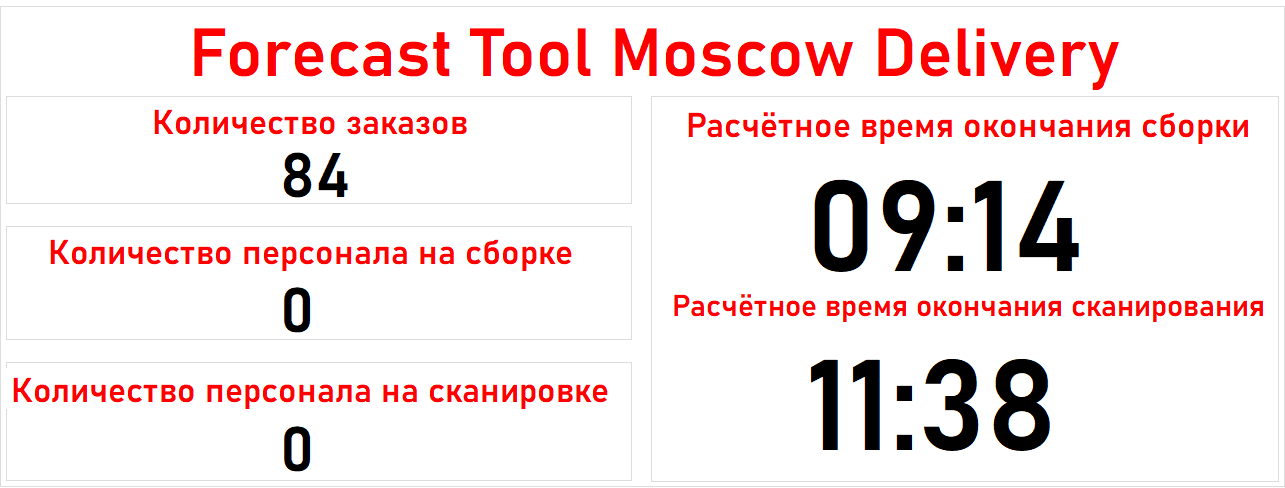 Forecast Tool Moscow Delivery
Количество заказов
84
Количество персонала на сборке
0
Количество персонала на сканировке
0
Расчётное время окончания сборки
09:14
Расчётное время окончания сканирования
11:38